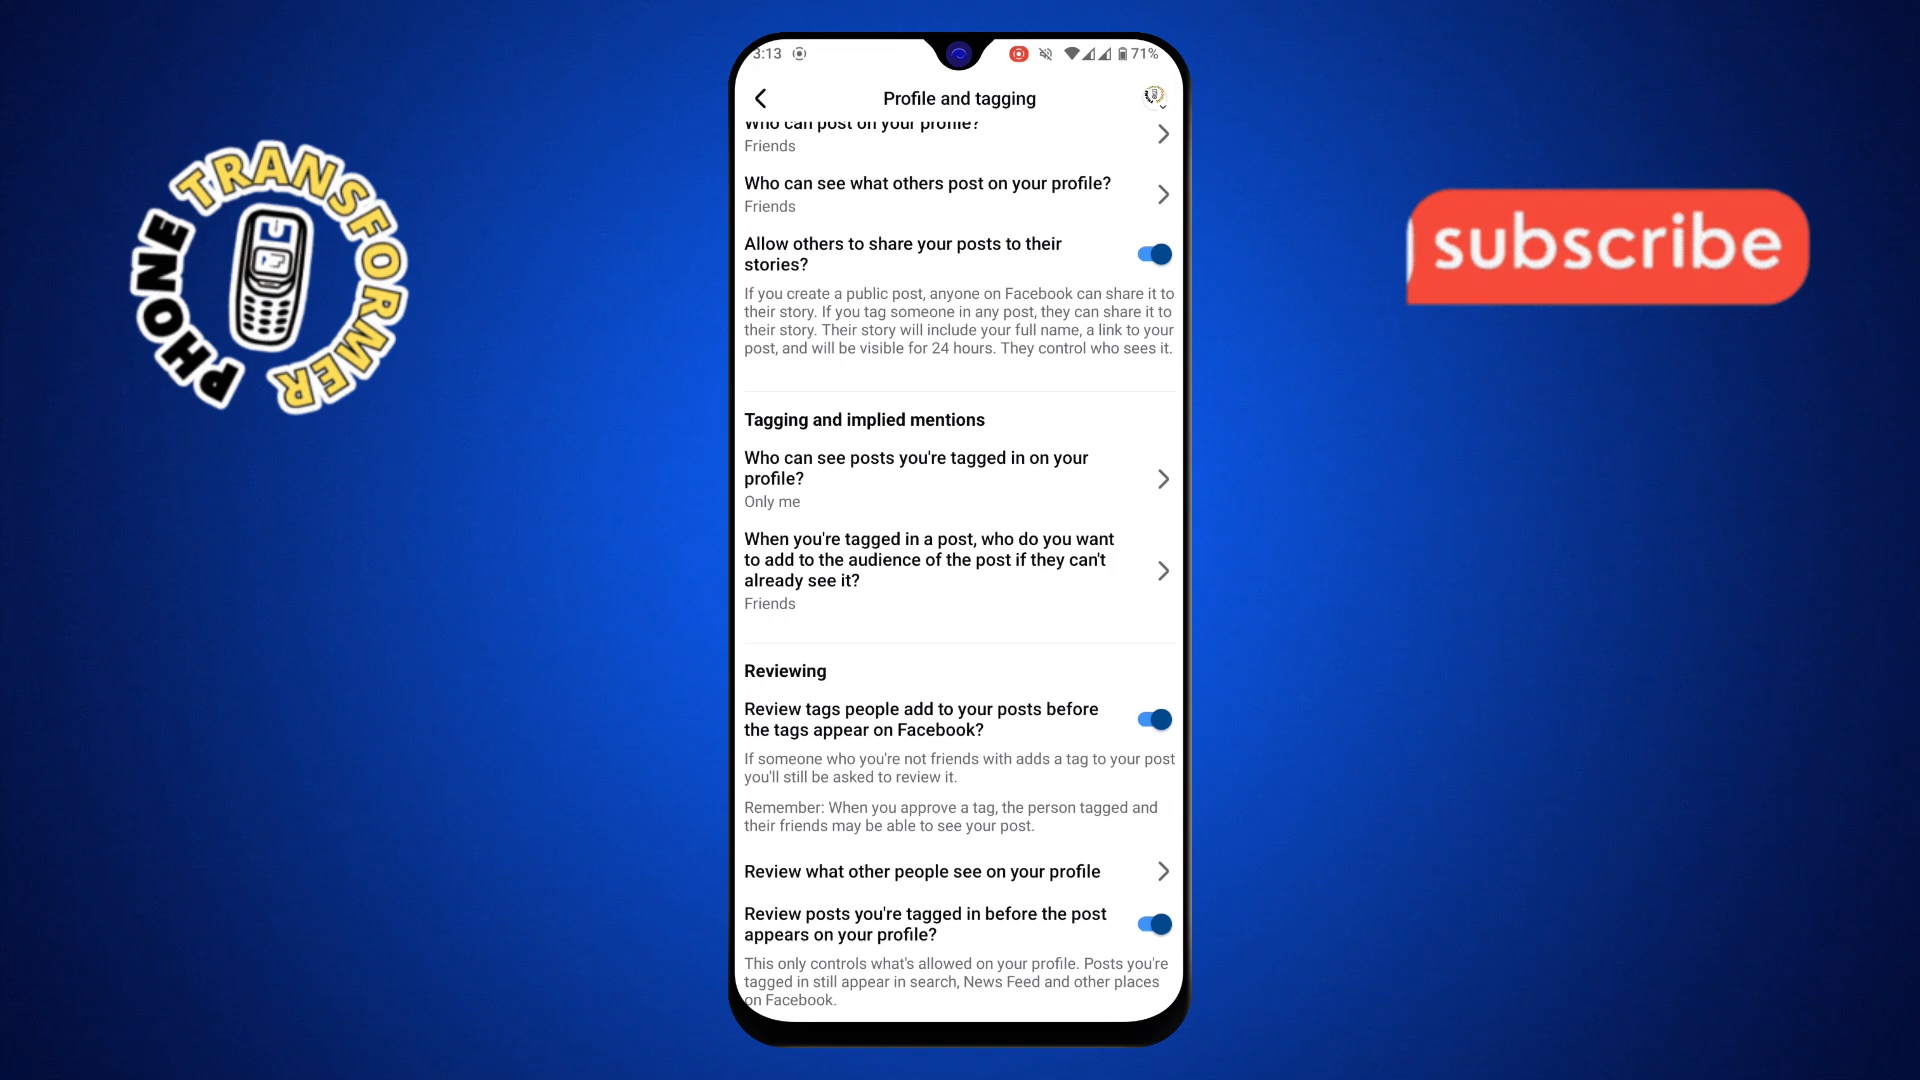 PHONE TRANSFORMER
3:13
71%
Profile and tagging
Who can post on your profile?
Friends
Who can see what others post on your profile?
Friends
Allow others to share your posts to their
stories?
If you create a public post, anyone on Facebook can share it to
their story. If you tag someone in any post, they can share it to
their story. Their story will include your full name, a link to your
post, and will be visible for 24 hours. They control who sees it.
Tagging and implied mentions
Who can see posts you're tagged in on your
profile?
Only me
When you're tagged in a post, who do you want
to add to the audience of the post if they can't
already see it?
Friends
Reviewing
Review tags people add to your posts before
the tags appear on Facebook?
If someone who you're not friends with adds a tag to your post
you'll still be asked to review it.
Remember: When you approve a tag, the person tagged and
their friends may be able to see your post.
Review what other people see on your profile
Review posts you're tagged in before the post
appears on your profile?
This only controls what's allowed on your profile. Posts you're
tagged in still appear in search, News Feed and other places
on Facebook.
subscribe